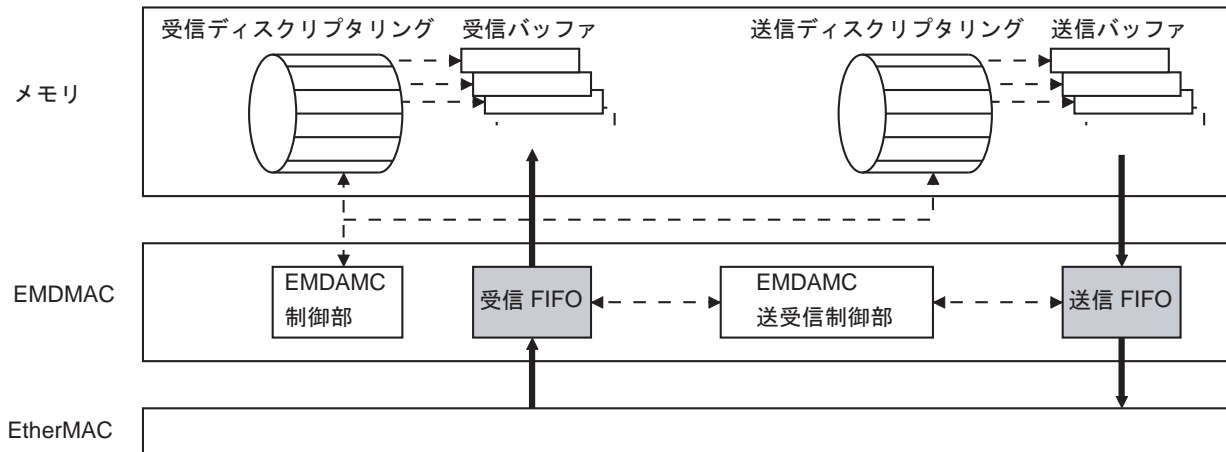 受信ディスクリプタリング
受信バッファ
送信ディスクリプタリング
送信バッファ
メモリ
EMDMAC
EMDAMC
制御部
受信 FIFO
EMDAMC
送受信制御部
送信 FIFO
EtherMAC